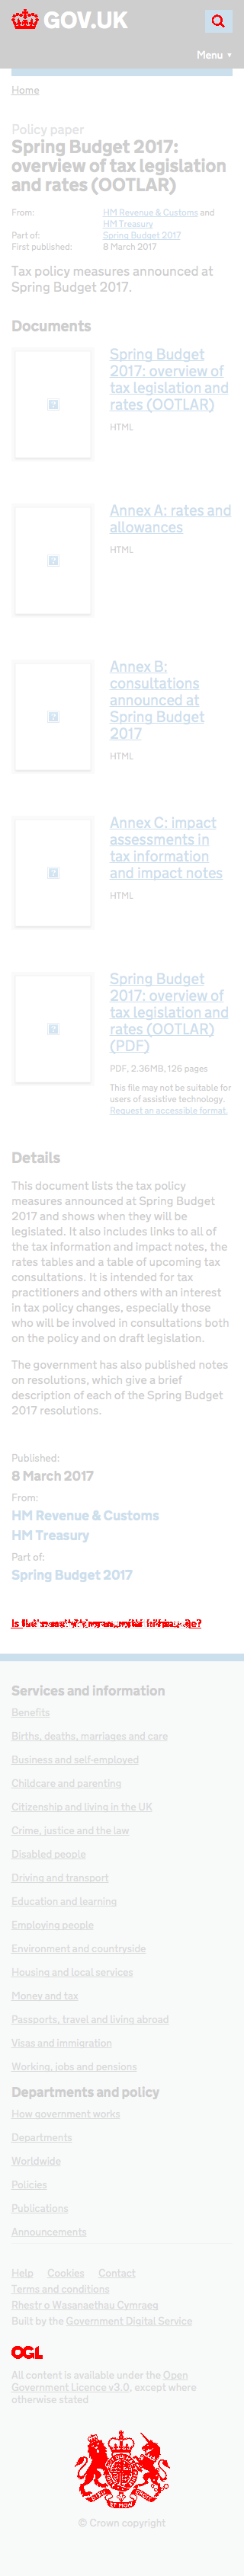 GOV.UK
Menu
Home
Policy paper
Spring Budget 2017:
overview of tax legislation
and rates (OOTLAR)
From: HM Revenue & Customs and
HM Treasury
Part of: Spring Budget 2017
First published: 8 March 2017
Tax policy measures announced at
Spring Budget 2017.
Documents
Spring Budget
2017: overview of
tax legislation and
rates (OOTLAR)
HTML
Annex A: rates and
allowances
HTML
Annex B:
consultations
announced at
Spring Budget
2017
HTML
Annex C: impact
assessments in
tax information
and impact notes
HTML
Spring Budget
2017: overview of
tax legislation and
rates (OOTLAR)
(PDF)
PDF, 2.36MB, 126 pages
This file may not be suitable for
users of assistive technology.
Request an accessible format.
Details
This document lists the tax policy
measures announced at Spring Budget
2017 and shows when they will be
legislated. It also includes links to all of
the tax information and impact notes, the
rates tables and a table of upcoming tax
consultations. It is intended for tax
practitioners and others with an interest
in tax policy changes, especially those
who will be involved in consultations both
on the policy and on draft legislation.
The government has also published notes
on resolutions, which give a brief
description of each of the Spring Budget
2017 resolutions.
Published:
8 March 2017
From:
HM Revenue & Customs
HM Treasury
Part of:
Spring Budget 2017
Services and information
Benefits
Births, deaths, marriages and care
Business and self-employed
Childcare and parenting
Citizenship and living in the UK
Crime, justice and the law
Disabled people
Driving and transport
Education and learning
Employing people
Environment and countryside
Housing and local services
Money and tax
Passports, travel and living abroad
Visas and immigration
Working, jobs and pensions
Departments and policy
How government works
Departments
Worldwide
Policies
Publications
Announcements
Help Cookies Contact
Terms and conditions
Rhestr o Wasanaethau Cymraeg
Built by the Government Digital Service
OGL
All content is available under the Open
Government Licence v3.0, except where
otherwise stated
© Crown copyright